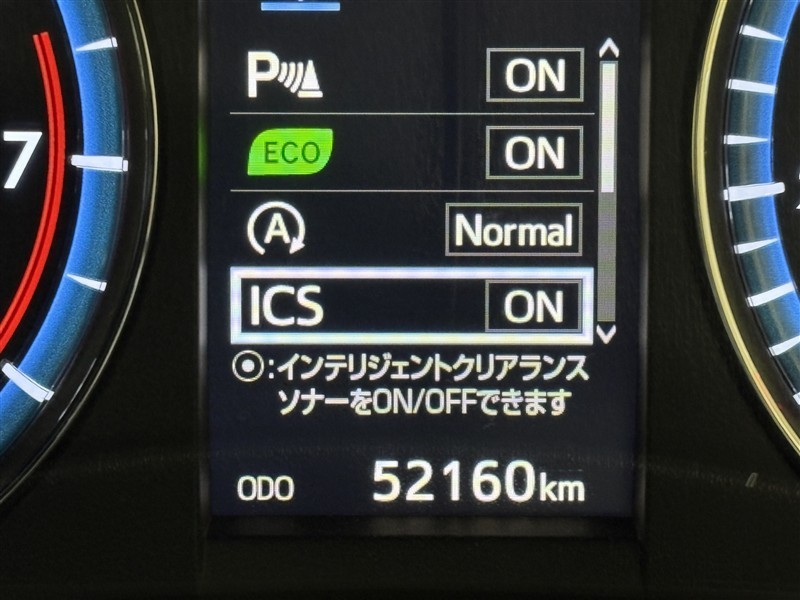 P ON
ECO ON
A Normal
ICS ON
:インテリジェントクリアランス
ソナーをON/OFFできます
ODO 52160km
7